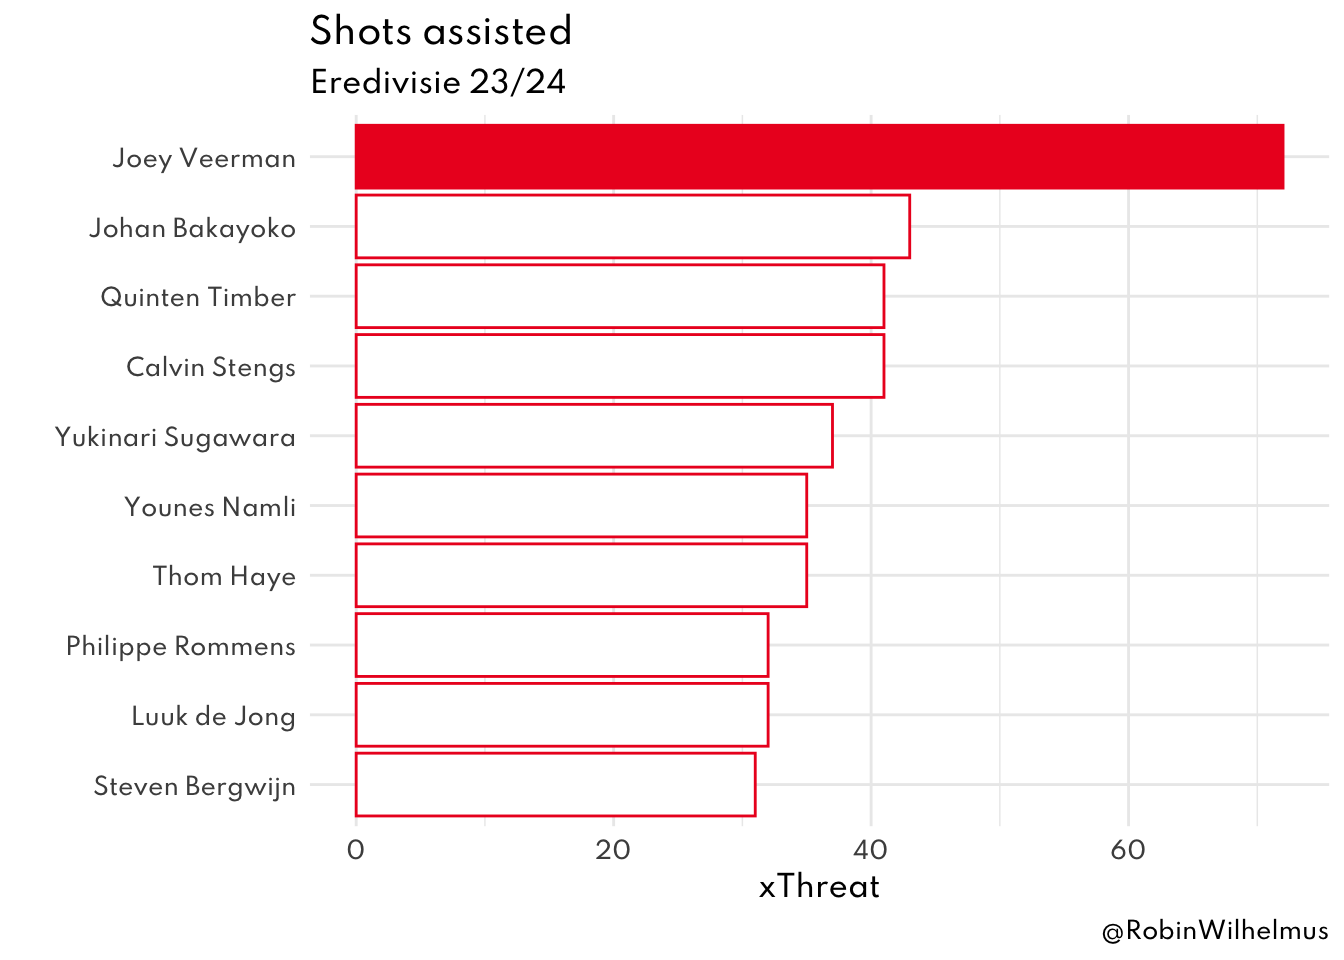 Shots assisted
Eredivisie 23/24
Joey Veerman
Johan Bakayoko
Quinten Timber
Calvin Stengs
Yukinari Sugawara
Younes Namli
Thom Haye
Philippe Rommens
Luuk de Jong
Steven Bergwijn
0 20 40 60
xThreat
@RobinWilhelmus